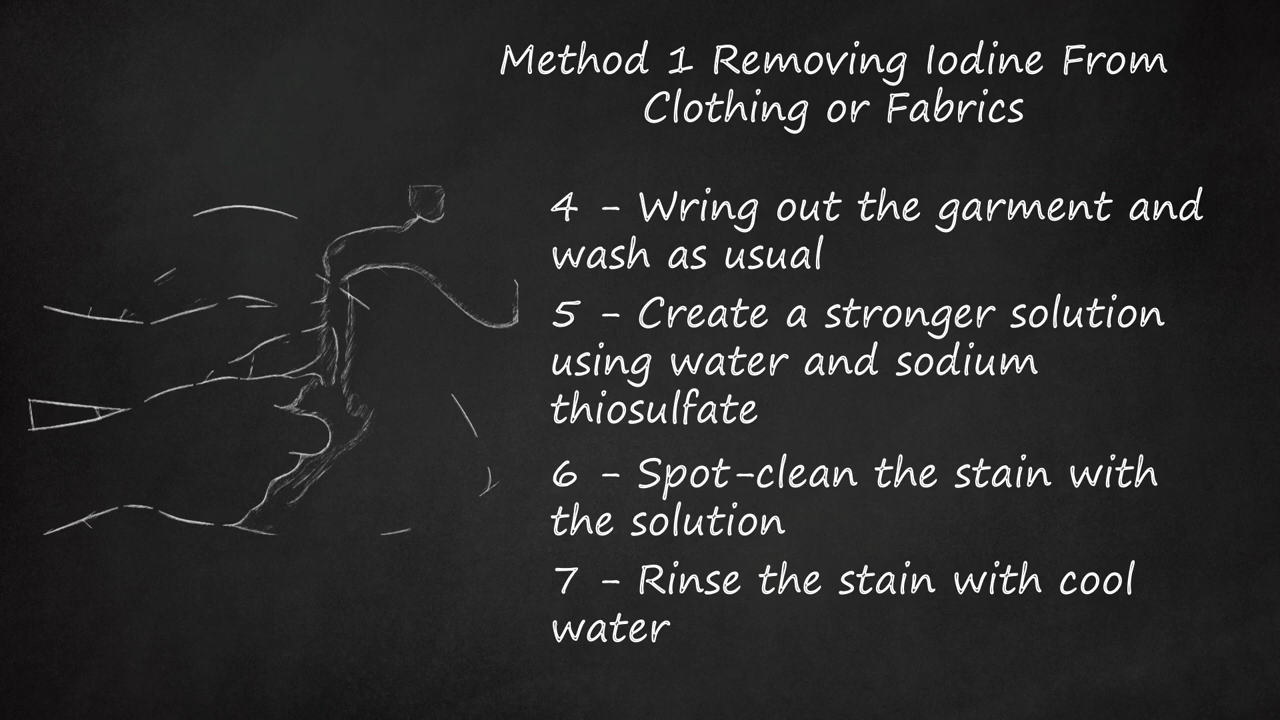 Method 1 Removing Iodine From
Clothing or Fabrics
4 - Wring out the garment and
wash as usual
5 - Create a stronger solution
using water and sodium
thiosulfate
6 - Spot-clean the stain with
the solution
7 - Rinse the stain with cool
water